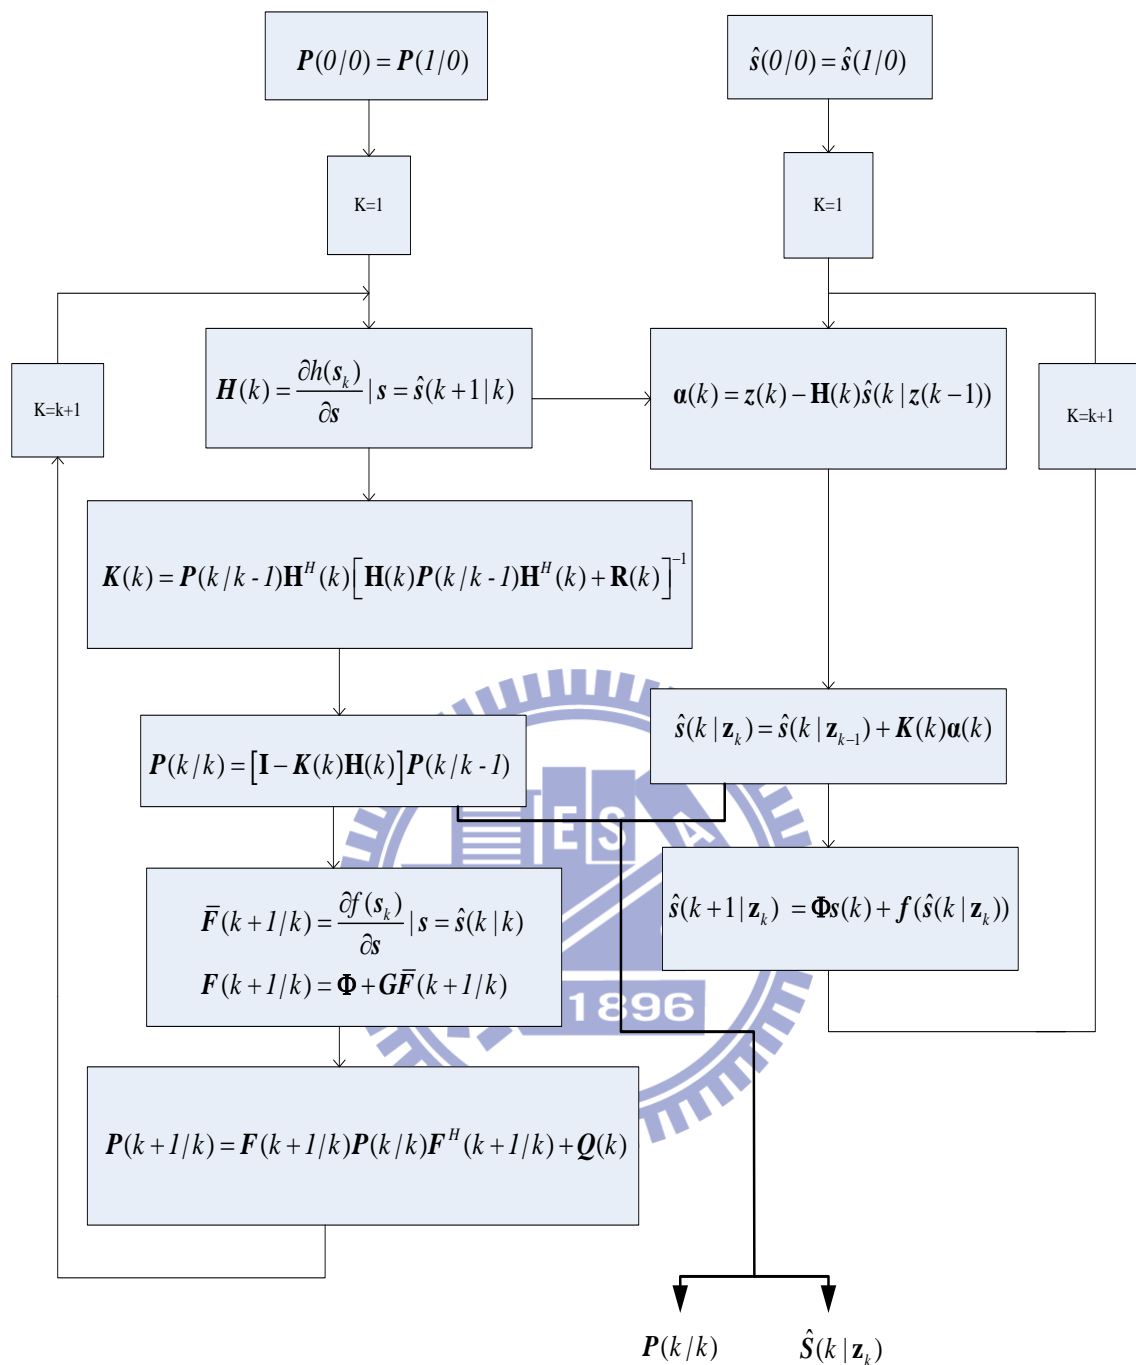 P(0/0) = P(1/0)
ŝ(0/0) = ŝ(1/0)
K=1
K=1
H(k) = ∂h(s_k)/∂s | s = ŝ(k+1|k)
α(k) = z(k) − H(k)ŝ(k | z(k−1))
K=k+1
K=k+1
K(k) = P(k/k-1)H^H(k)[H(k)P(k/k-1)H^H(k) + R(k)]^−1
ŝ(k | z_k) = ŝ(k | z_{k−1}) + K(k)α(k)
P(k/k) = [I − K(k)H(k)]P(k/k-1)
E S A
ŝ(k+1 | z_k) = Φs(k) + f(ŝ(k | z_k))
F̄(k+1/k) = ∂f(s_k)/∂s | s = ŝ(k | k)
F(k+1/k) = Φ + GF̄(k+1/k)
1896
P(k+1/k) = F(k+1/k)P(k/k)F^H(k+1/k) + Q(k)
P(k/k)
Ŝ(k | z_k)